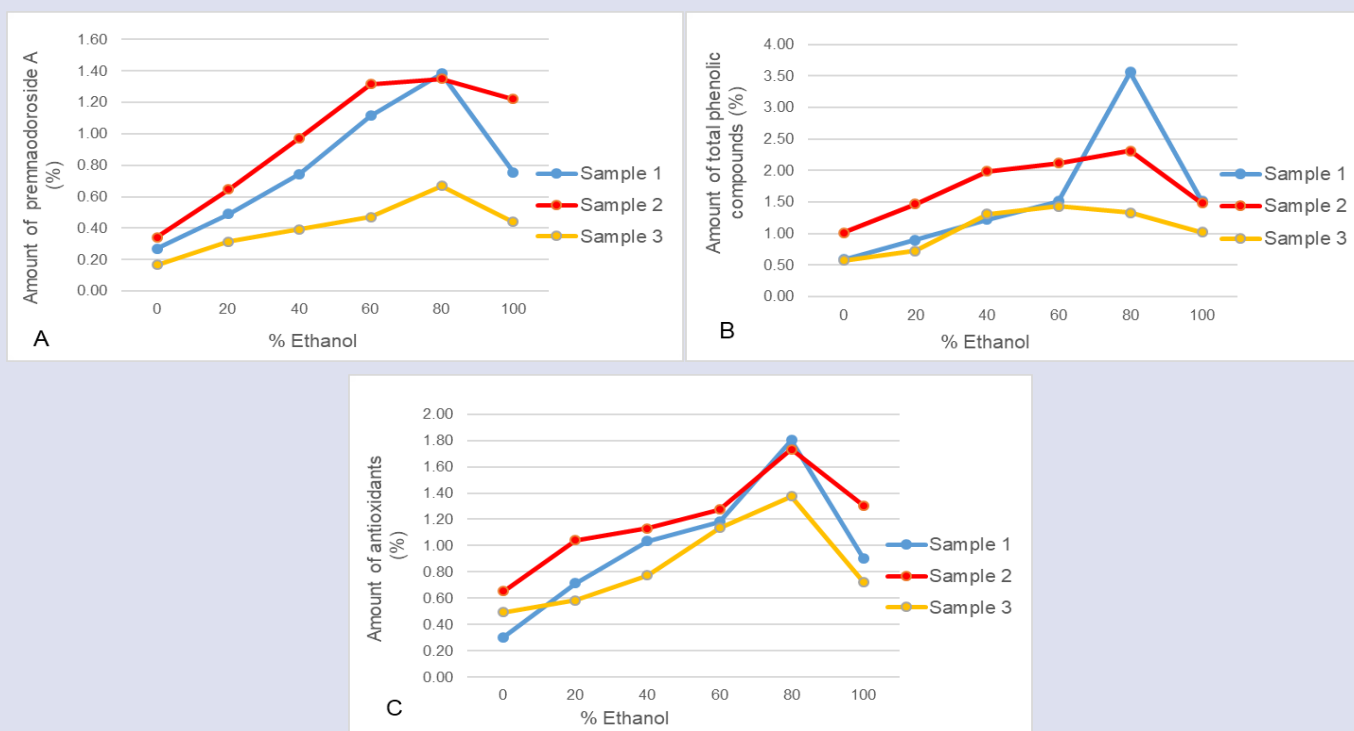 Amount of premnaodoroside A
(%)
1.60
1.40
1.20
1.00
0.80
0.60
0.40
0.20
0.00
0 20 40 60 80 100
% Ethanol
Sample 1
Sample 2
Sample 3
A
Amount of total phenolic
compounds (%)
4.00
3.50
3.00
2.50
2.00
1.50
1.00
0.50
0.00
0 20 40 60 80 100
% Ethanol
Sample 1
Sample 2
Sample 3
B
Amount of antioxidants
(%)
2.00
1.80
1.60
1.40
1.20
1.00
0.80
0.60
0.40
0.20
0.00
0 20 40 60 80 100
% Ethanol
Sample 1
Sample 2
Sample 3
C